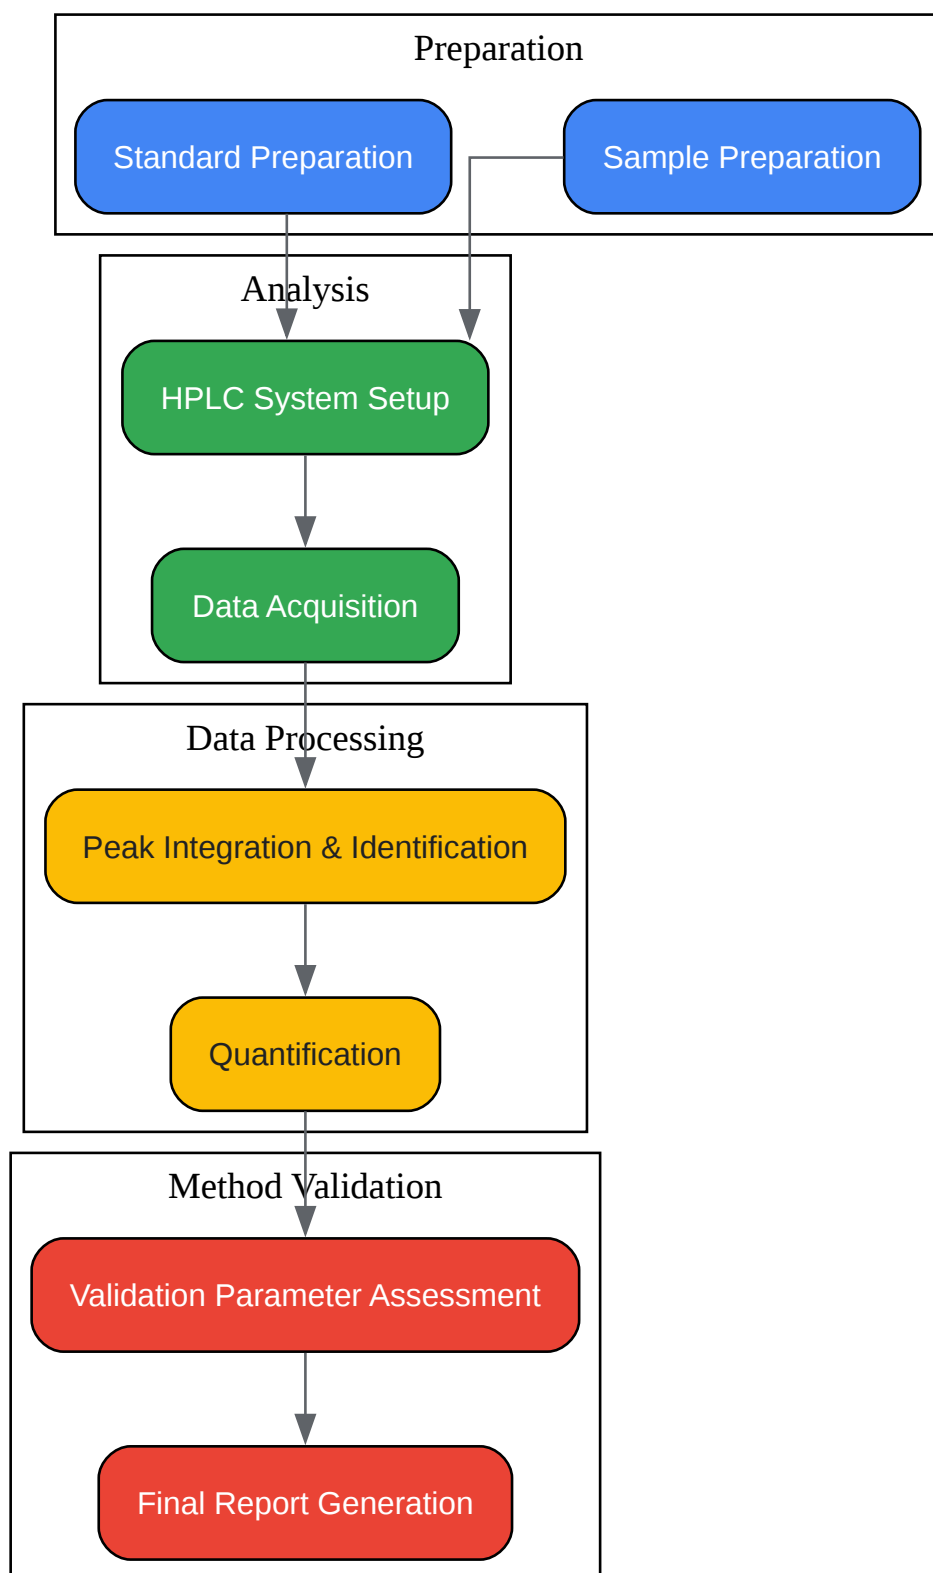 Preparation
Standard Preparation
Sample Preparation
Analysis
HPLC System Setup
Data Acquisition
Data Processing
Peak Integration & Identification
Quantification
Method Validation
Validation Parameter Assessment
Final Report Generation